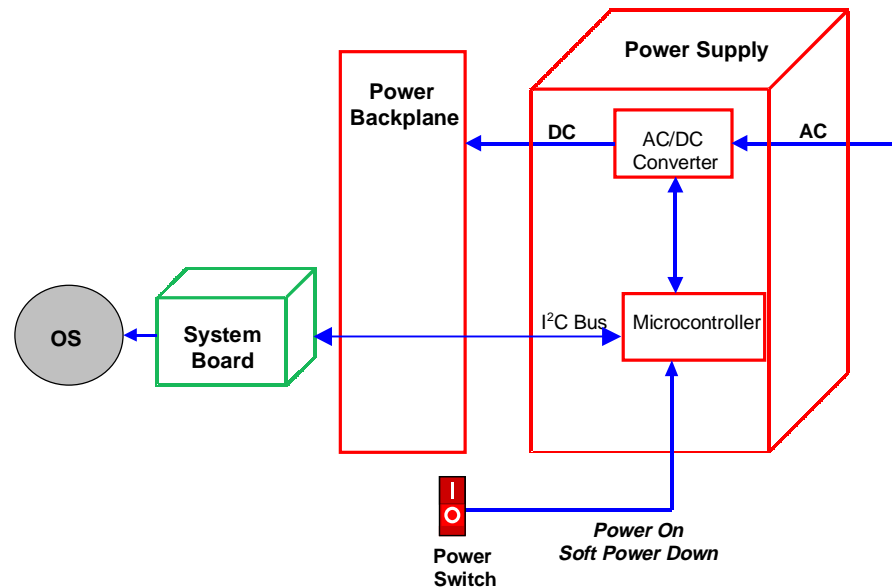 Power Supply
Power
Backplane
DC
AC/DC
Converter
AC
I²C Bus
Microcontroller
OS
System
Board
I
O
Power On
Soft Power Down
Power
Switch